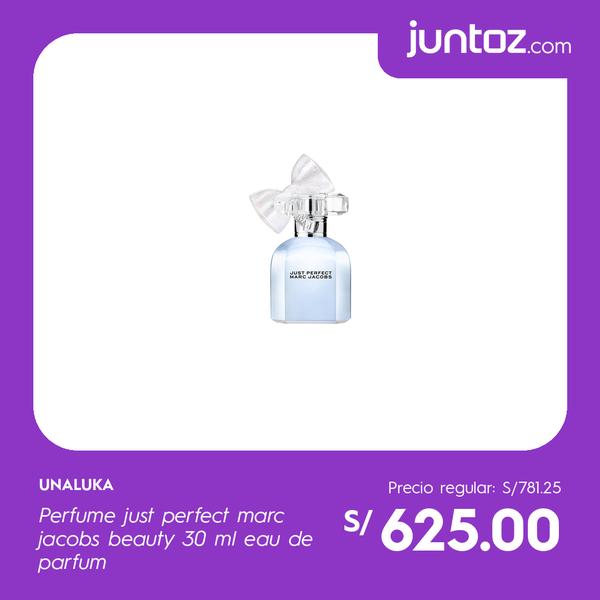 juntoz.com
JUST PERFECT
MARC JACOBS
UNALUKA
Perfume just perfect marc
jacobs beauty 30 ml eau de
parfum
Precio regular: S/781.25
S/ 625.00